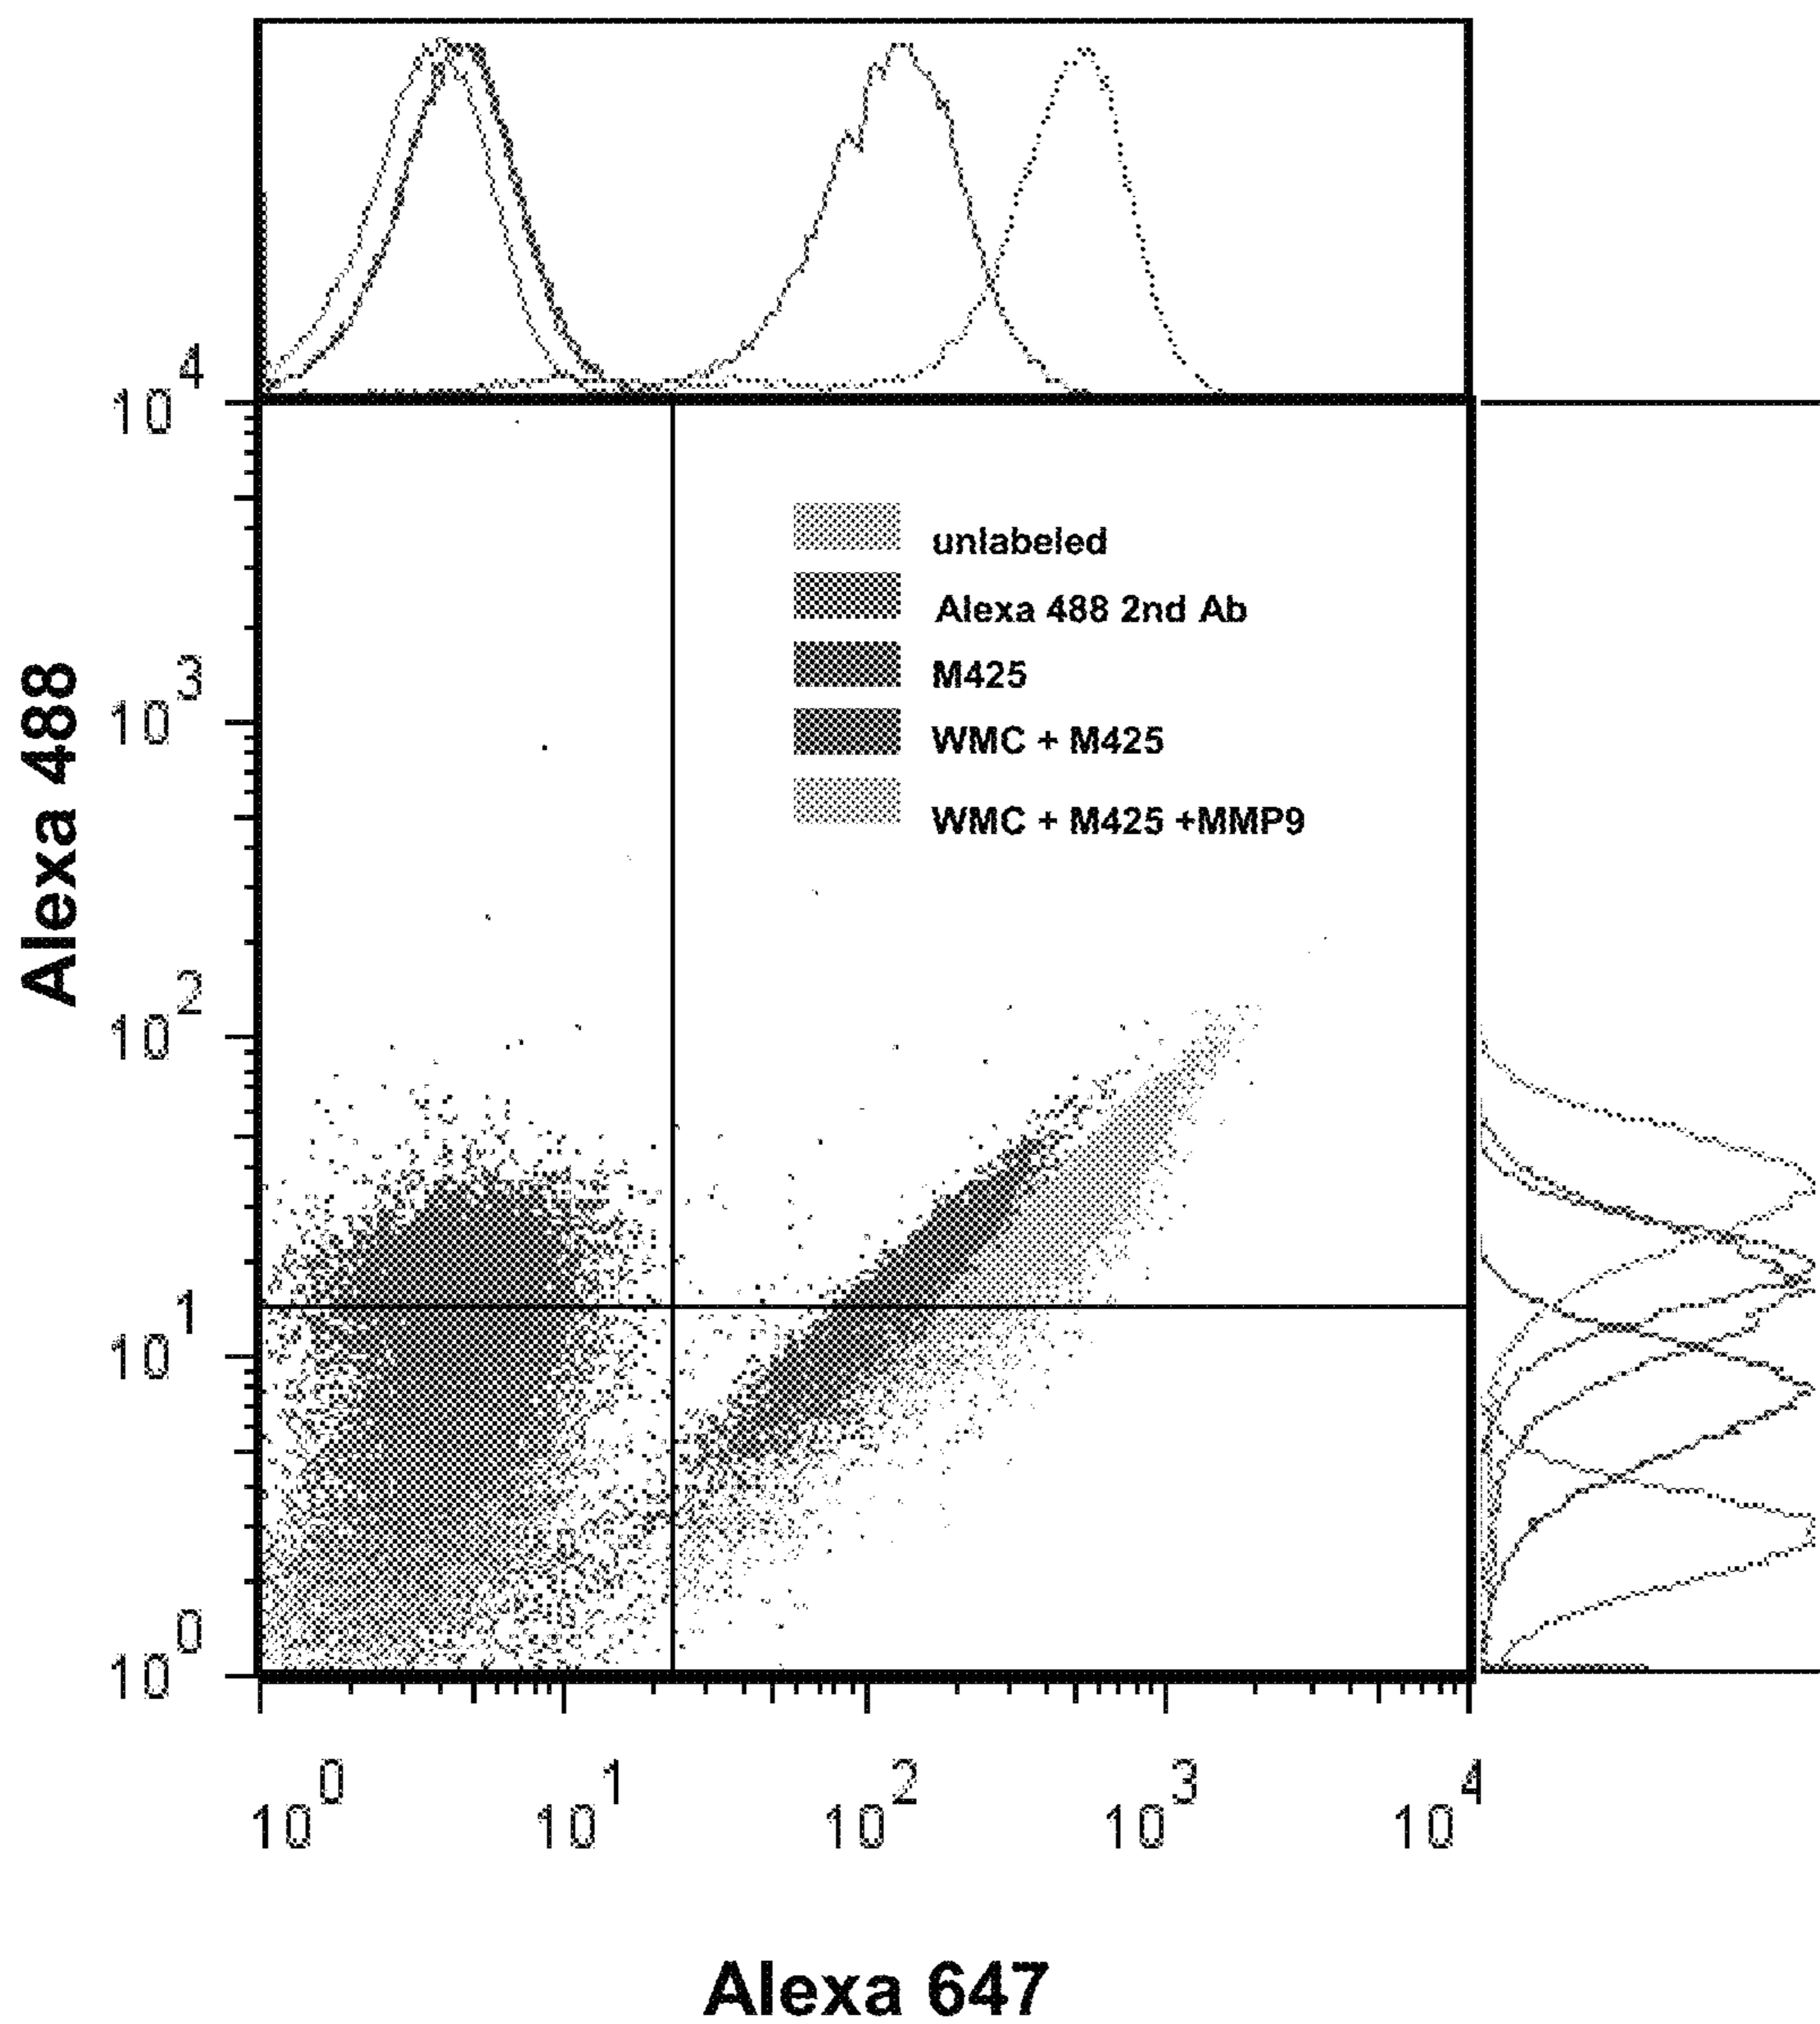 10^4
10^3
10^2
10^1
10^0
Alexa 488
unlabeled
Alexa 488 2nd Ab
M425
WMC + M425
WMC + M425 +MMP9
10^0 10^1 10^2 10^3 10^4
Alexa 647